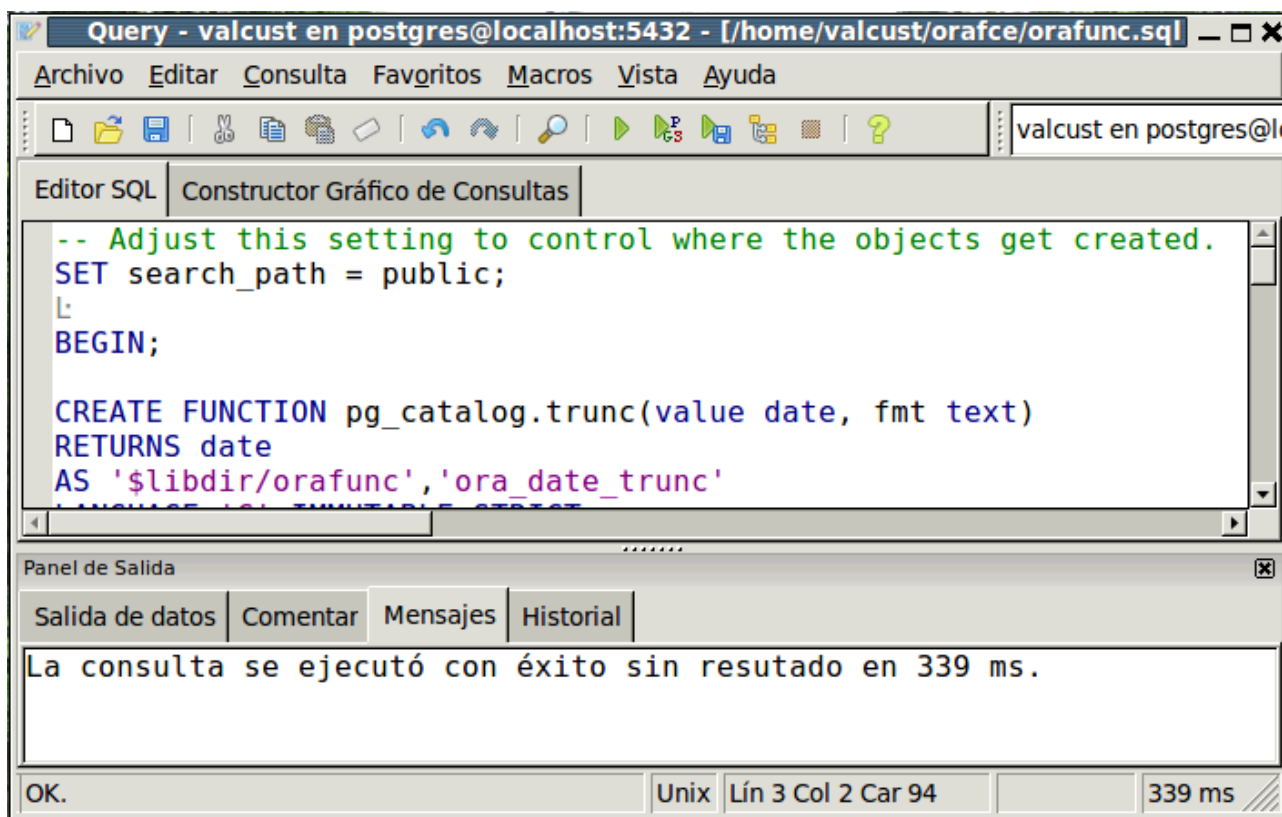 Query - valcust en postgres@localhost:5432 - [/home/valcust/orafce/orafunc.sql]
Archivo Editar Consulta Favoritos Macros Vista Ayuda
valcust en postgres@l
Editor SQL Constructor Gráfico de Consultas
-- Adjust this setting to control where the objects get created.
SET search_path = public;
BEGIN;
CREATE FUNCTION pg_catalog.trunc(value date, fmt text)
RETURNS date
AS '$libdir/orafunc','ora_date_trunc'
LANGUAGE 'C' IMMUTABLE STRICT
Panel de Salida
Salida de datos Comentar Mensajes Historial
La consulta se ejecutó con éxito sin resutado en 339 ms.
OK. Unix Lín 3 Col 2 Car 94 339 ms